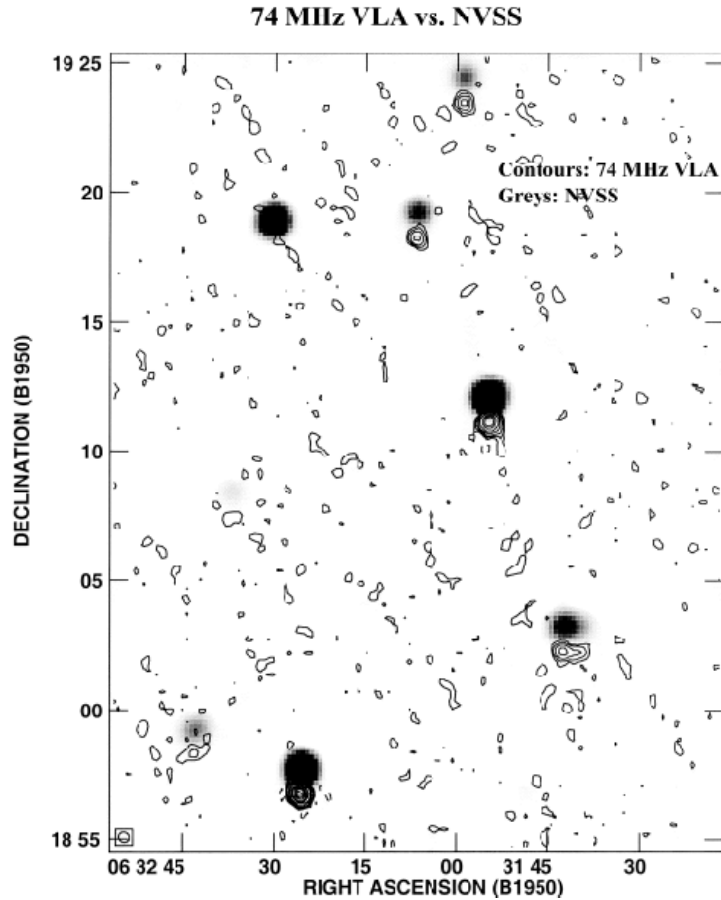 74 MHz VLA vs. NVSS
19 25
Contours: 74 MHz VLA
Greys: NVSS
20
15
10
05
00
18 55
DECLINATION (B1950)
06 32 45 30 15 00 31 45 30
RIGHT ASCENSION (B1950)